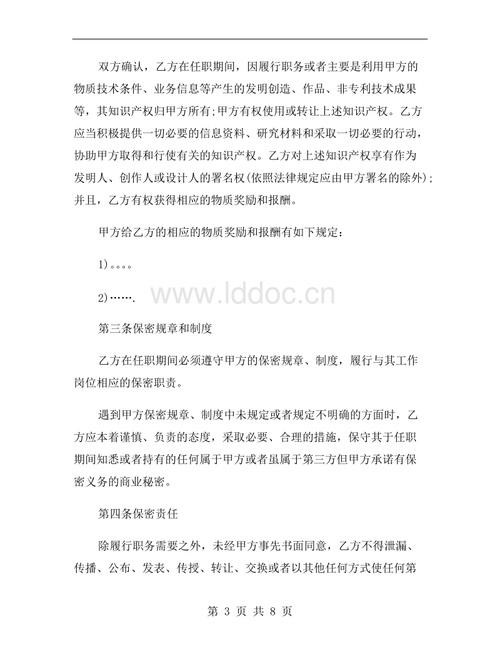 双方确认，乙方在任职期间，因履行职务或者主要是利用甲方的
物质技术条件、业务信息等产生的发明创造、作品、非专利技术成果
等，其知识产权归甲方所有;甲方有权使用或转让上述知识产权。乙方
应当积极提供一切必要的信息资料、研究材料和采取一切必要的行动，
协助甲方取得和行使有关的知识产权。乙方对上述知识产权享有作为
发明人、创作人或设计人的署名权(依照法律规定应由甲方署名的除外);
并且，乙方有权获得相应的物质奖励和报酬。
甲方给乙方的相应的物质奖励和报酬有如下规定：
1)。。。。
2)…….
www.lddoc.cn
第三条保密规章和制度
乙方在任职期间必须遵守甲方的保密规章、制度，履行与其工作
岗位相应的保密职责。
遇到甲方保密规章、制度中未规定或者规定不明确的方面时，乙
方应本着谨慎、负责的态度，采取必要、合理的措施，保守其于任职
期间知悉或者持有的任何属于甲方或者虽属于第三方但甲方承诺有保
密义务的商业秘密。
第四条保密责任
除履行职务需要之外，未经甲方事先书面同意，乙方不得泄漏、
传播、公布、发表、传授、转让、交换或者以其他任何方式使任何第
第 3 页 共 8 页